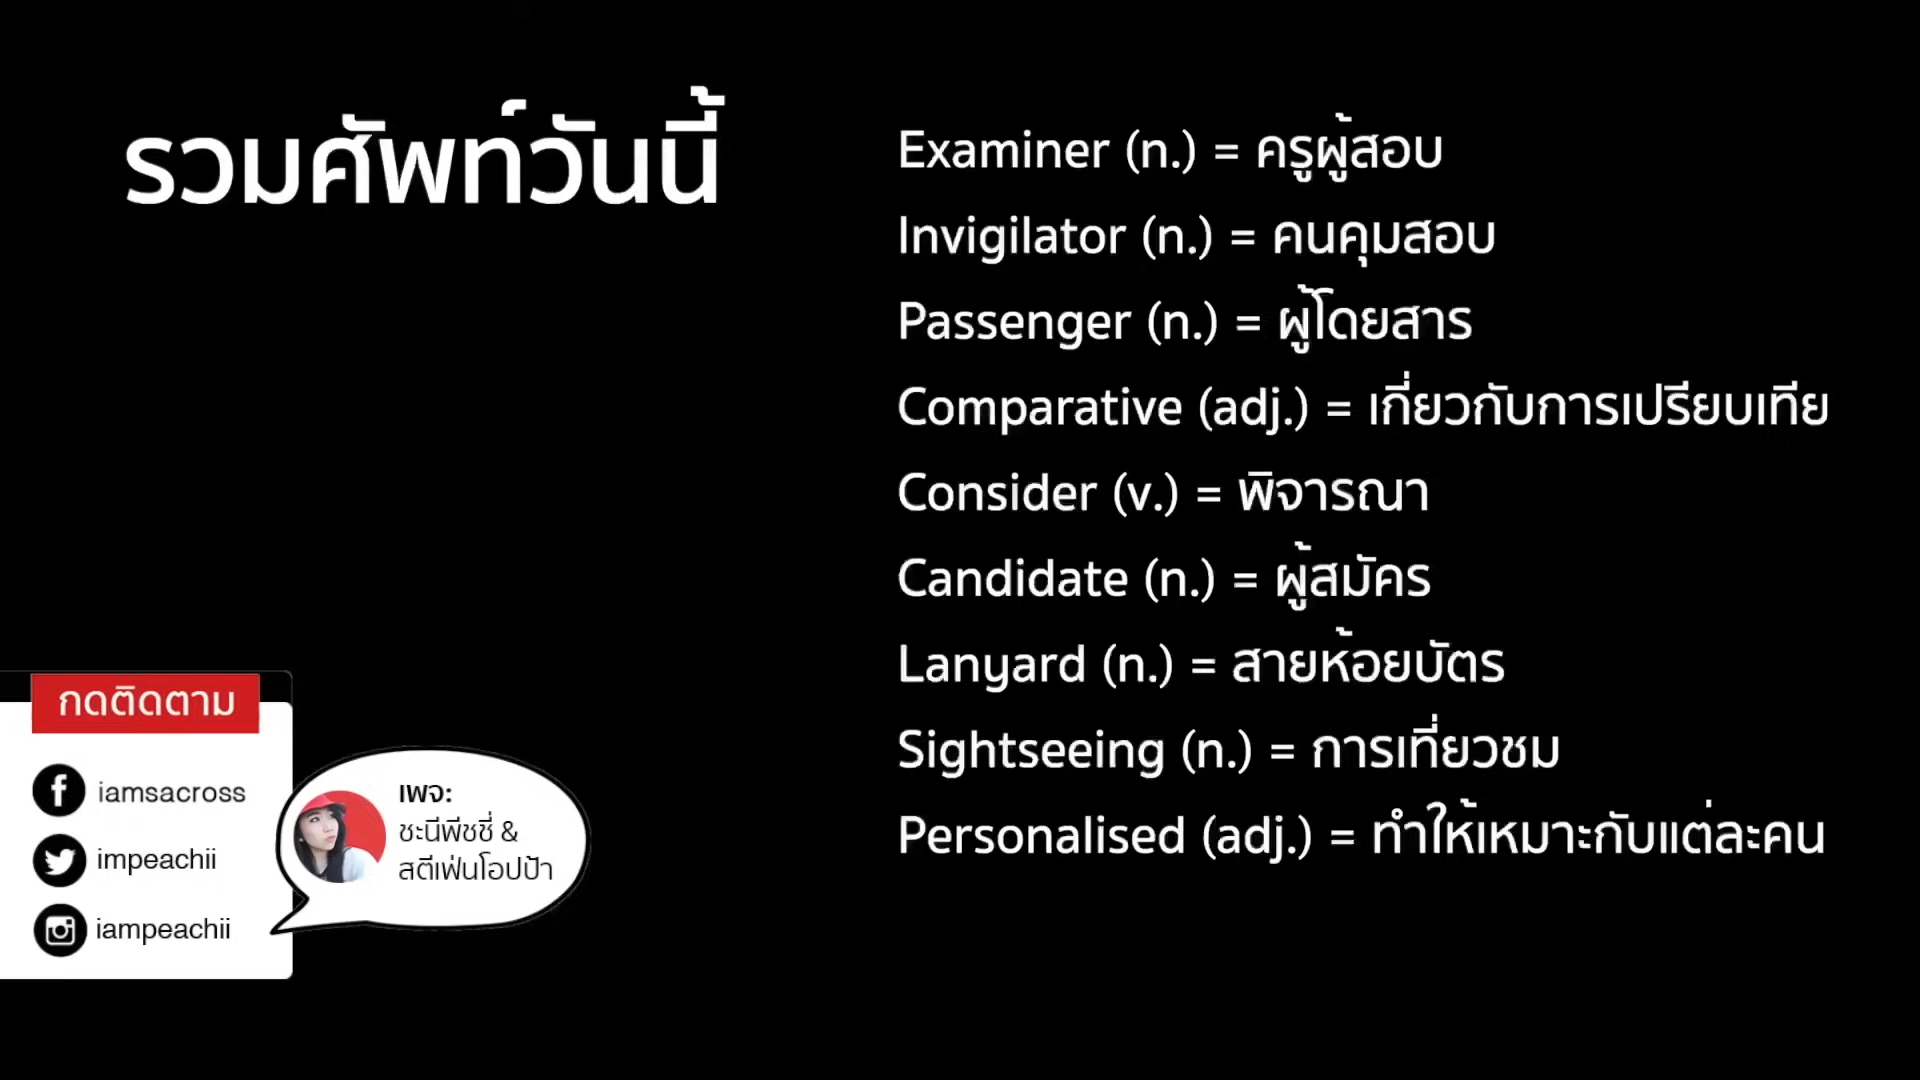 รวมศัพท์วันนี้
Examiner (n.) = ครูผู้สอบ
Invigilator (n.) = คนคุมสอบ
Passenger (n.) = ผู้โดยสาร
Comparative (adj.) = เกี่ยวกับการเปรียบเทีย
Consider (v.) = พิจารณา
Candidate (n.) = ผู้สมัคร
Lanyard (n.) = สายห้อยบัตร
Sightseeing (n.) = การเที่ยวชม
Personalised (adj.) = ทำให้เหมาะกับแต่ละคน
กดติดตาม
iamsacross
impeachii
iampeachii
เพจ:
ชะนีพีชชี่ &
สตีเฟ่นโอปป้า